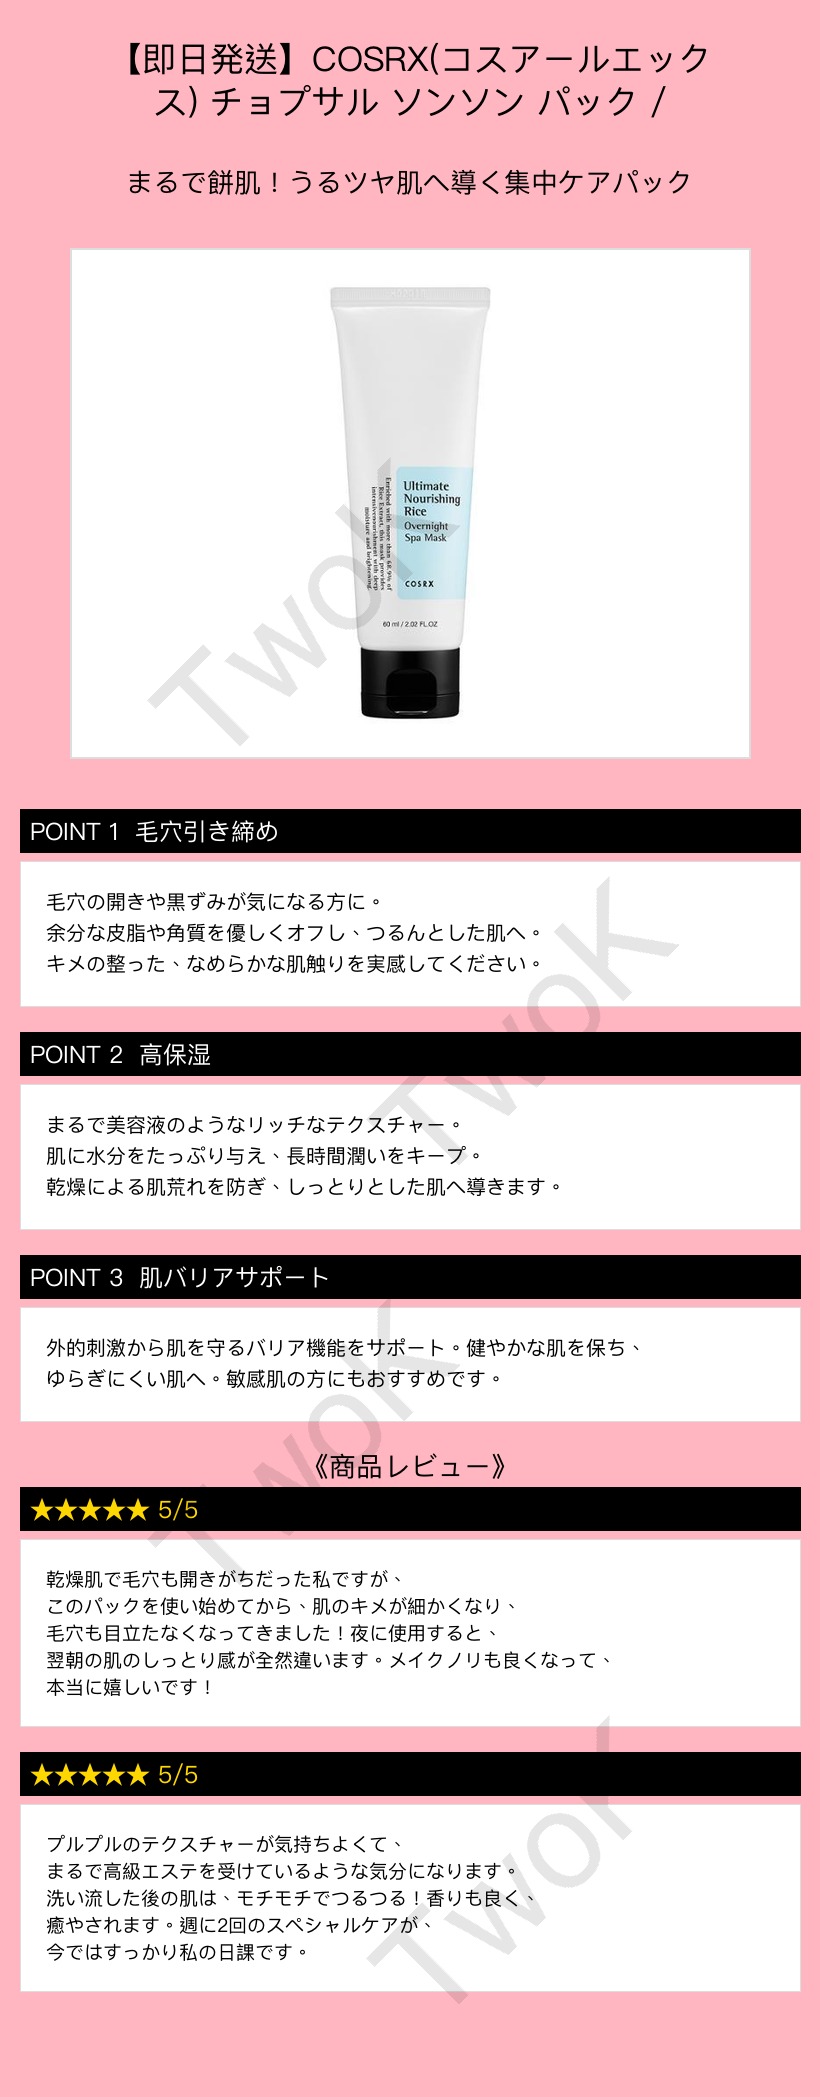 【即日発送】COSRX(コスアールエック
ス) チョプサル ソンソン パック /
まるで餅肌！うるツヤ肌へ導く集中ケアパック
Ultimate
Nourishing
Rice
Overnight
Spa Mask
COSRX
Enriched with more than 68.9% of
Rice Extract, this mask provides
intensivenourishment with deep
moisture and brightening.
60 ml / 2.02 FL.OZ
TwoK
POINT 1 毛穴引き締め
毛穴の開きや黒ずみが気になる方に。
余分な皮脂や角質を優しくオフし、つるんとした肌へ。
キメの整った、なめらかな肌触りを実感してください。
TwoK
POINT 2 高保湿
まるで美容液のようなリッチなテクスチャー。
肌に水分をたっぷり与え、長時間潤いをキープ。
乾燥による肌荒れを防ぎ、しっとりとした肌へ導きます。
POINT 3 肌バリアサポート
外的刺激から肌を守るバリア機能をサポート。健やかな肌を保ち、
ゆらぎにくい肌へ。敏感肌の方にもおすすめです。
TwoK
《商品レビュー》
★★★★★ 5/5
乾燥肌で毛穴も開きがちだった私ですが、
このパックを使い始めてから、肌のキメが細かくなり、
毛穴も目立たなくなってきました！夜に使用すると、
翌朝の肌のしっとり感が全然違います。メイクノリも良くなって、
本当に嬉しいです！
★★★★★ 5/5
プルプルのテクスチャーが気持ちよくて、
まるで高級エステを受けているような気分になります。
洗い流した後の肌は、モチモチでつるつる！香りも良く、
癒やされます。週に2回のスペシャルケアが、
今ではすっかり私の日課です。
TwoK